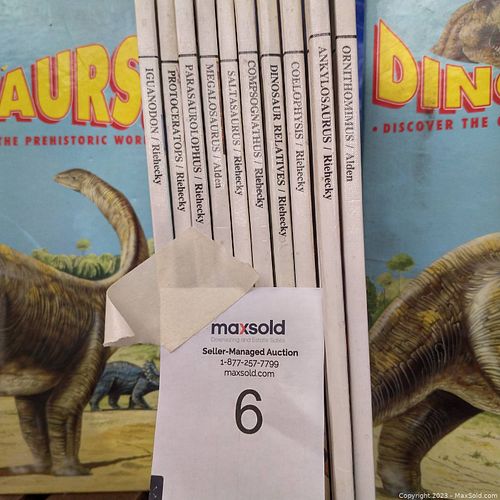 AURS
THE PREHISTORIC WOR
IGUANODON / Riehecky
PROTOCERATOPS / Riehecky
PARASAUROLOPHUS / Riehecky
MEGALOSAURUS / Alden
SALTASAURUS / Riehecky
COMPSOGNATHUS / Riehecky
DINOSAUR RELATIVES / Riehecky
COELOPHYSIS / Riehecky
ANKYLOSAURUS / Riehecky
ORNITHOMIMUS / Alden
DINO
• DISCOVER THE
maxsold
Downsizing and Estate Sales
Seller-Managed Auction
1-877-257-7799
maxsold.com
6
Copyright 2023 - MaxSold.com